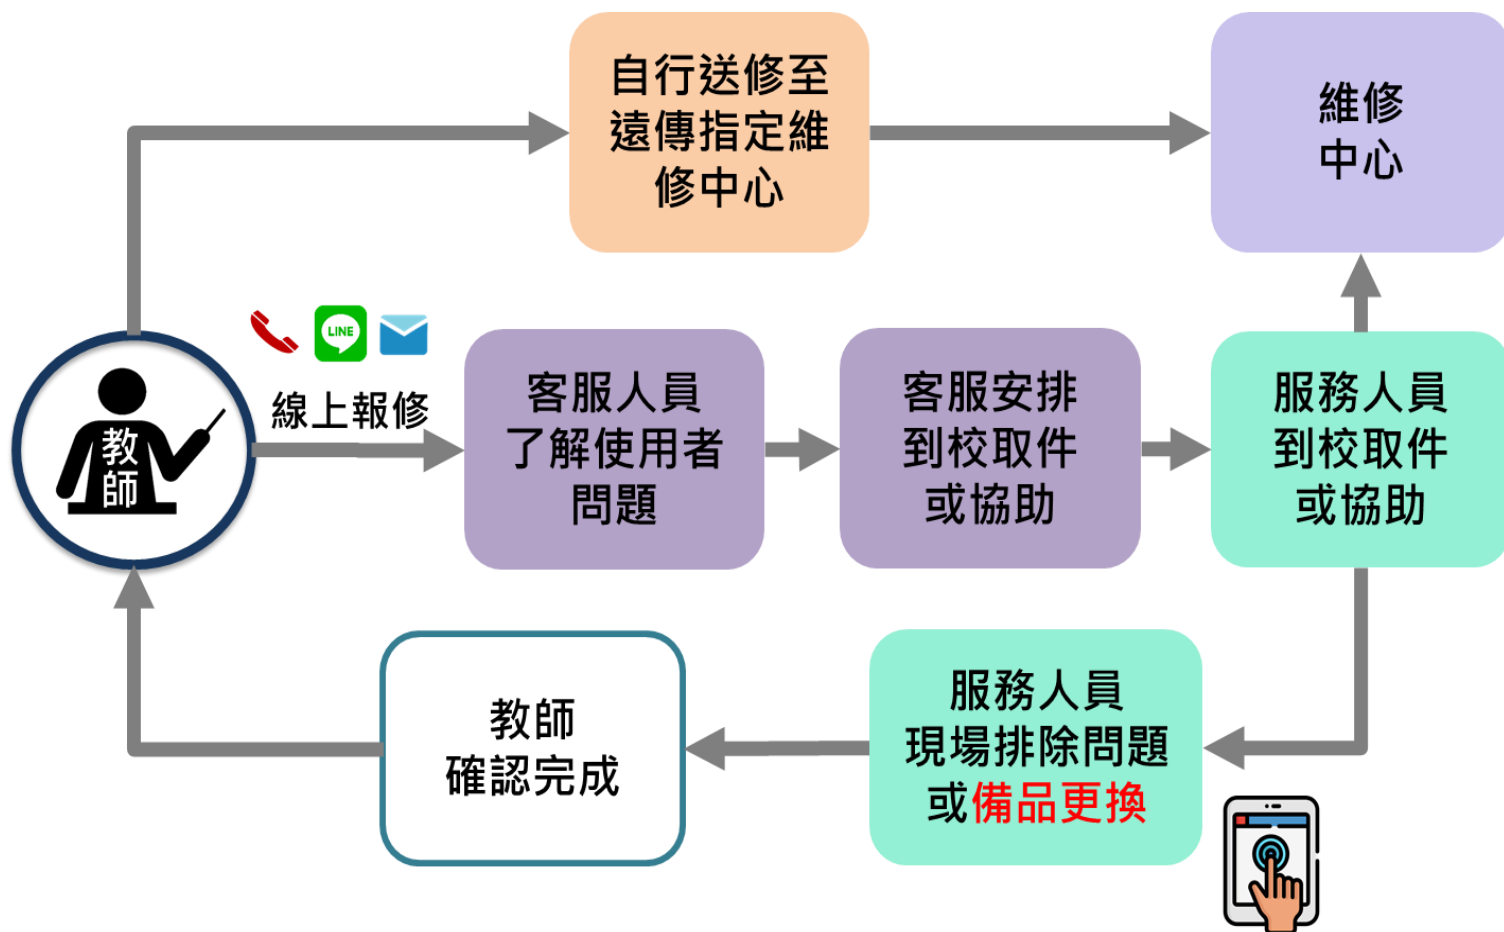 自行送修至
遠傳指定維
修中心
維修
中心
LINE
線上報修
教
師
客服人員
了解使用者
問題
客服安排
到校取件
或協助
服務人員
到校取件
或協助
服務人員
現場排除問題
或備品更換
教師
確認完成